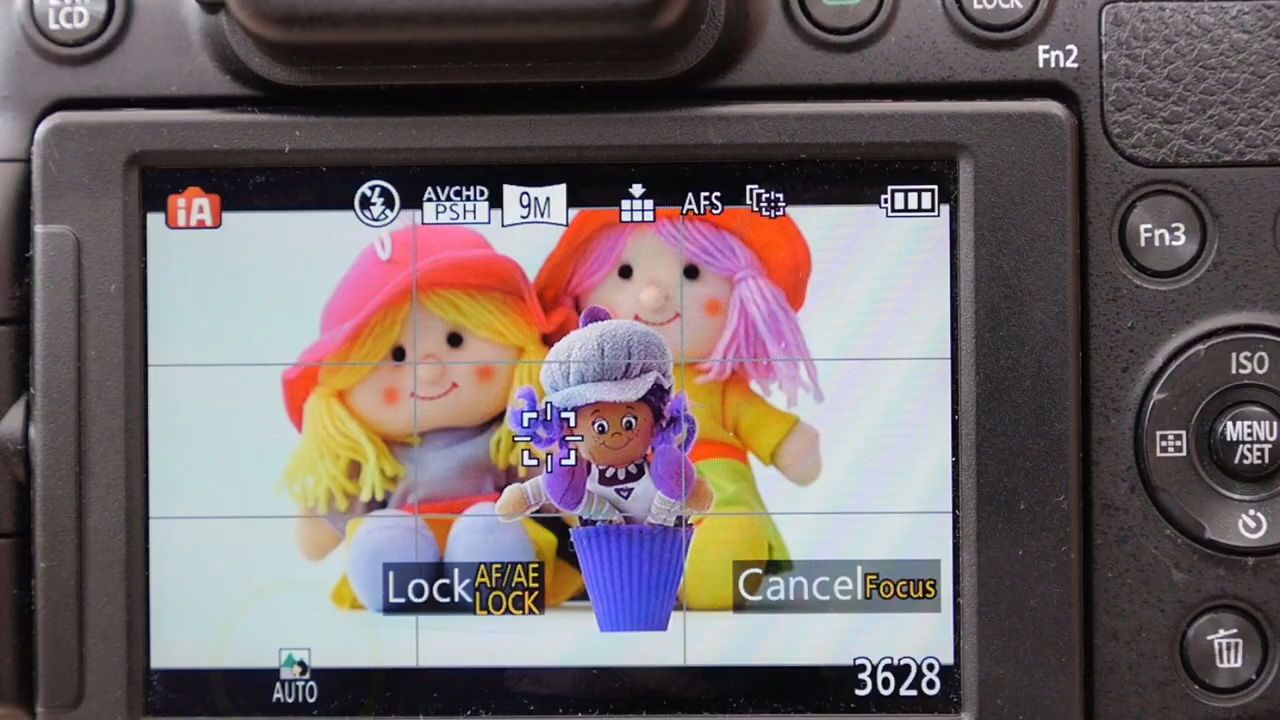 LCD
LOCK
Fn2
iA
AVCHD
PSH
9M
AFS
Fn3
ISO
MENU
/SET
Lock AF/AE
LOCK
Cancel Focus
AUTO
3628